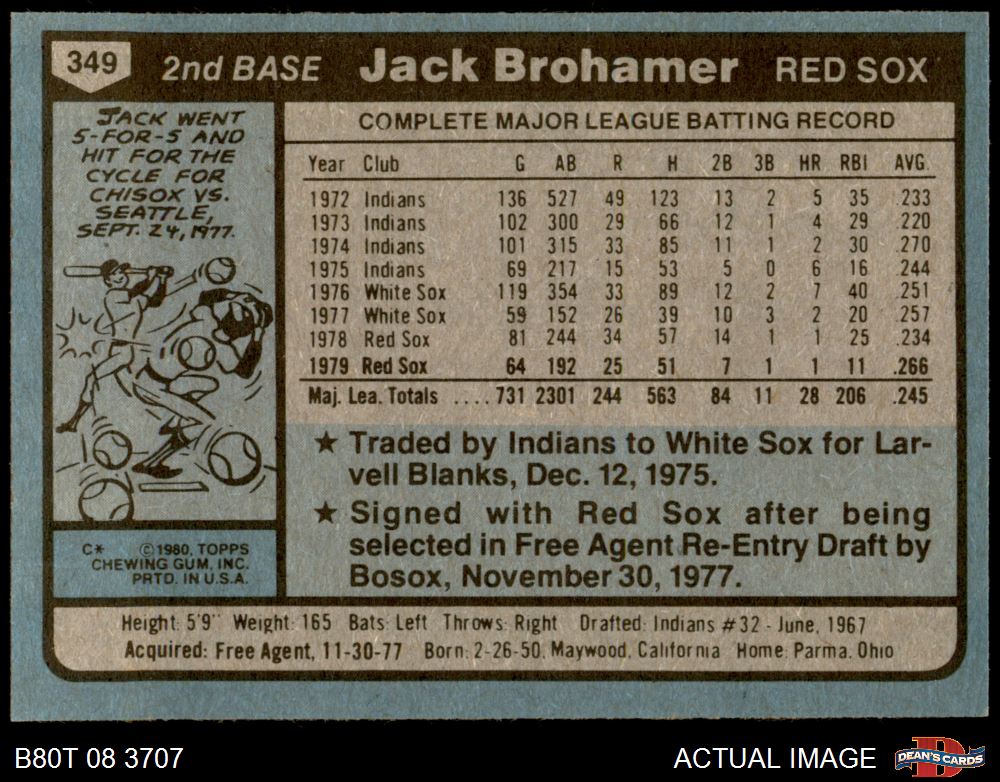 349 2nd BASE Jack Brohamer RED SOX
JACK WENT
5-FOR-5 AND
HIT FOR THE
CYCLE FOR
CHISOX VS.
SEATTLE,
SEPT. 24, 1977.
COMPLETE MAJOR LEAGUE BATTING RECORD
Year Club G AB R H 2B 3B HR RBI AVG.
1972 Indians 136 527 49 123 13 2 5 35 .233
1973 Indians 102 300 29 66 12 1 4 29 .220
1974 Indians 101 315 33 85 11 1 2 30 .270
1975 Indians 69 217 15 53 5 0 6 16 .244
1976 White Sox 119 354 33 89 12 2 7 40 .251
1977 White Sox 59 152 26 39 10 3 2 20 .257
1978 Red Sox 81 244 34 57 14 1 1 25 .234
1979 Red Sox 64 192 25 51 7 1 1 11 .266
Maj. Lea. Totals .... 731 2301 244 563 84 11 28 206 .245
★ Traded by Indians to White Sox for Lar-
vell Blanks, Dec. 12, 1975.
★ Signed with Red Sox after being
selected in Free Agent Re-Entry Draft by
Bosox, November 30, 1977.
C* © 1980, TOPPS
CHEWING GUM, INC.
PRTD. IN U.S.A.
Height: 5'9" Weight: 165 Bats: Left Throws: Right Drafted: Indians #32 - June, 1967
Acquired: Free Agent, 11-30-77 Born: 2-26-50, Maywood, California Home: Parma, Ohio
B80T 08 3707 ACTUAL IMAGE D DEAN'S CARDS